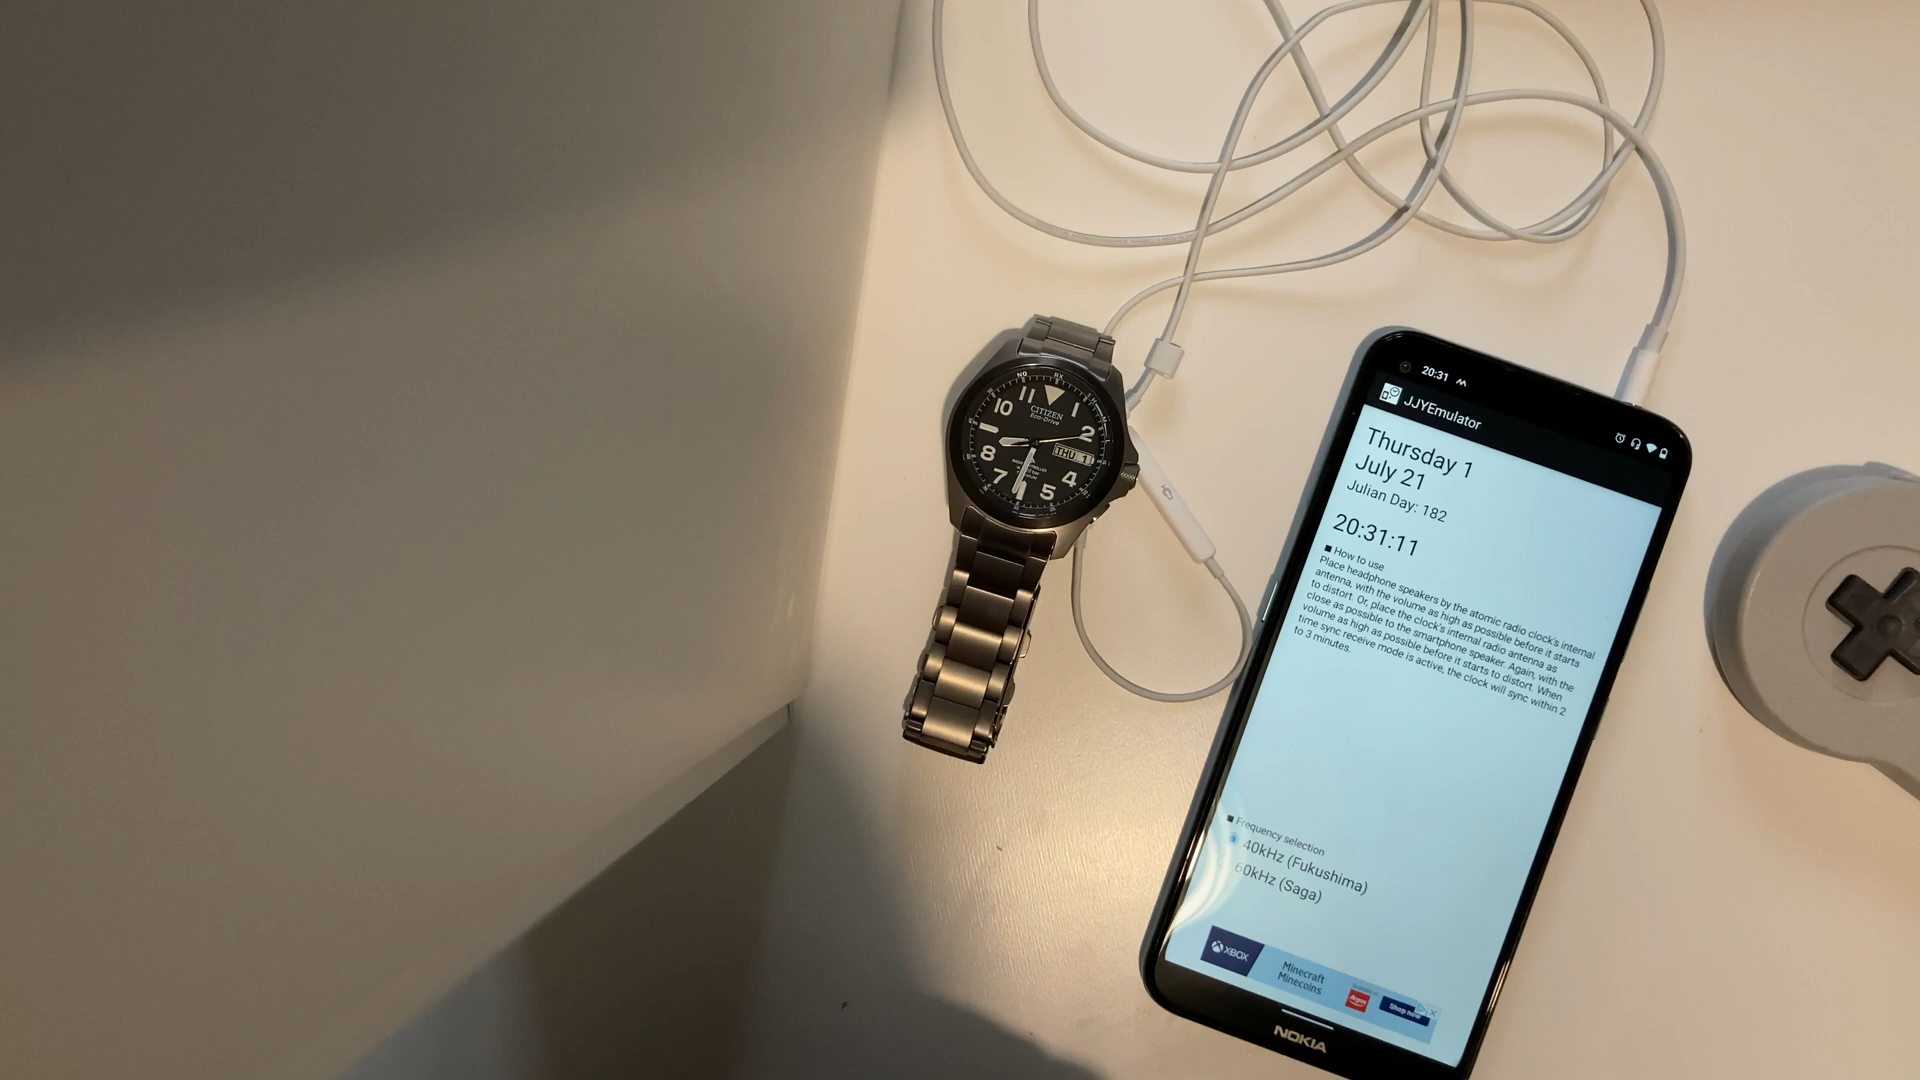 11
1
10
CITIZEN
Eco-Drive
2
THU 1
8
4
7
5
20:31
JJYEmulator
Thursday 1
July 21
Julian Day: 182
20:31:11
■ How to use
Place headphone speakers by the atomic radio clock's internal
antenna, with the volume as high as possible before it starts
to distort. Or, place the clock's internal radio antenna as
close as possible to the smartphone speaker. Again, with the
volume as high as possible before it starts to distort. When
time sync receive mode is active, the clock will sync within 2
to 3 minutes.
■ Frequency selection
40kHz (Fukushima)
60kHz (Saga)
XBOX
Minecraft
Minecoins
Argos
Shop now
NOKIA